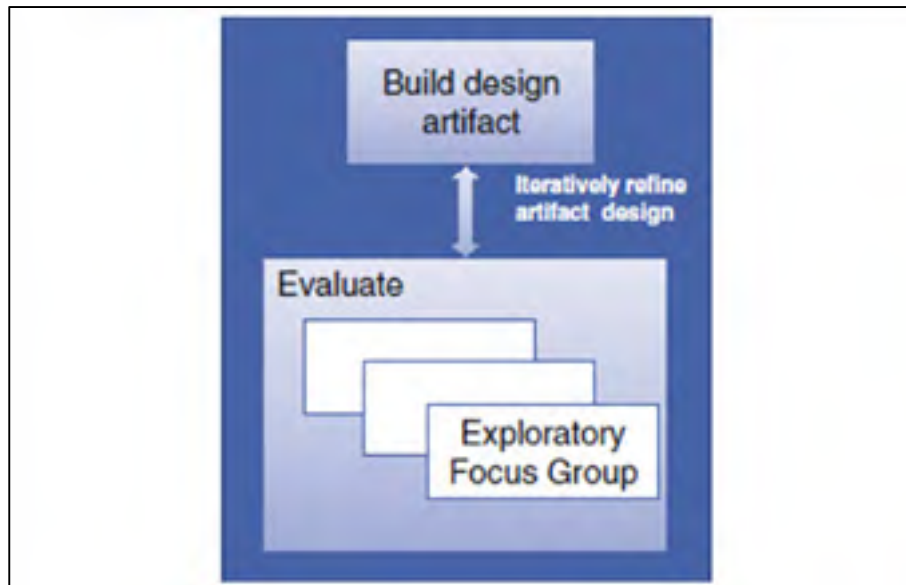 Build design
artifact
Iteratively refine
artifact design
Evaluate
Exploratory
Focus Group